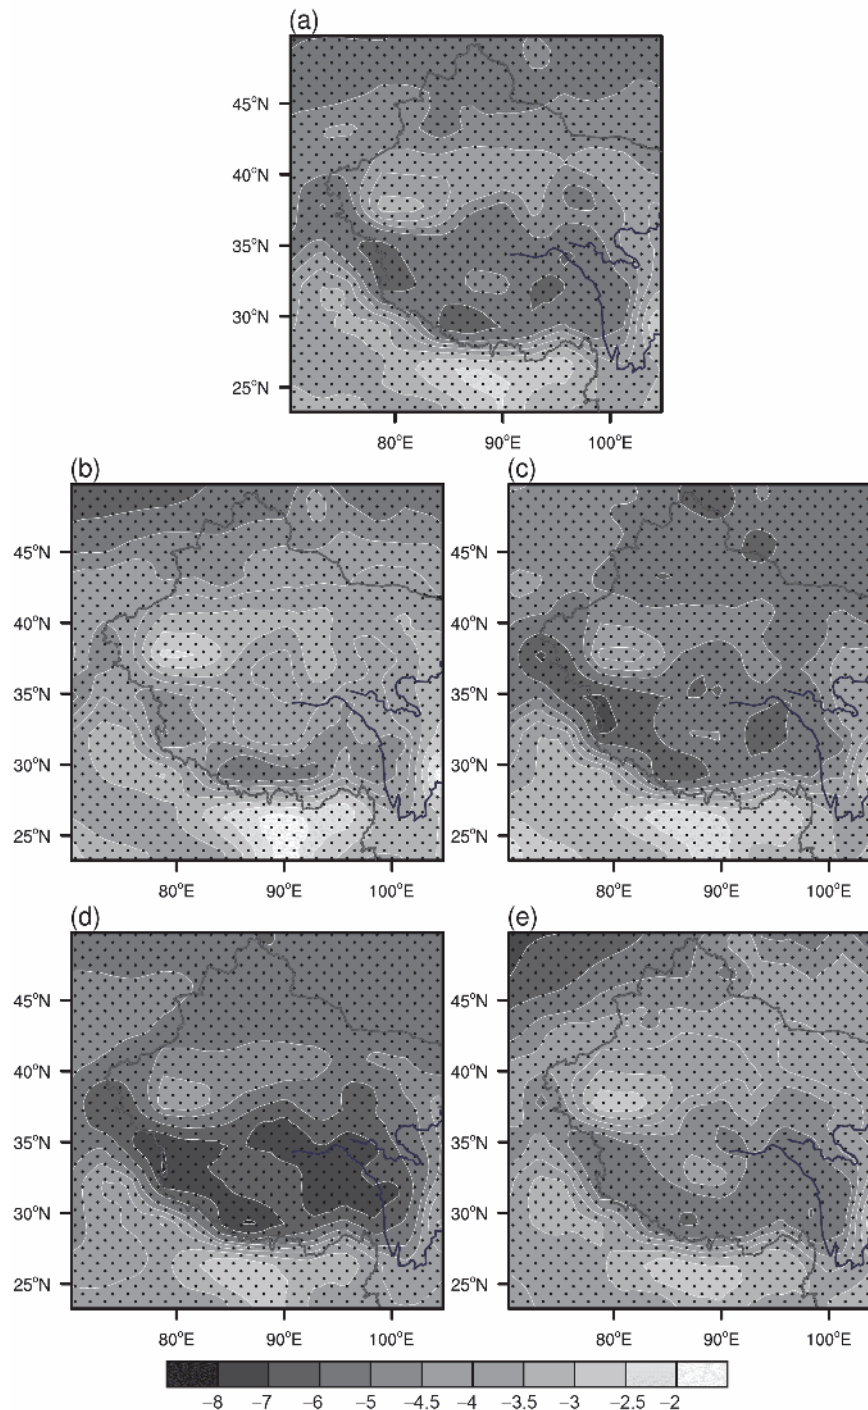 (a)
45°N
40°N
35°N
30°N
25°N
80°E 90°E 100°E
(b) (c)
45°N 45°N
40°N 40°N
35°N 35°N
30°N 30°N
25°N 25°N
80°E 90°E 100°E 80°E 90°E 100°E
(d) (e)
45°N 45°N
40°N 40°N
35°N 35°N
30°N 30°N
25°N 25°N
80°E 90°E 100°E 80°E 90°E 100°E
−8 −7 −6 −5 −4.5 −4 −3.5 −3 −2.5 −2